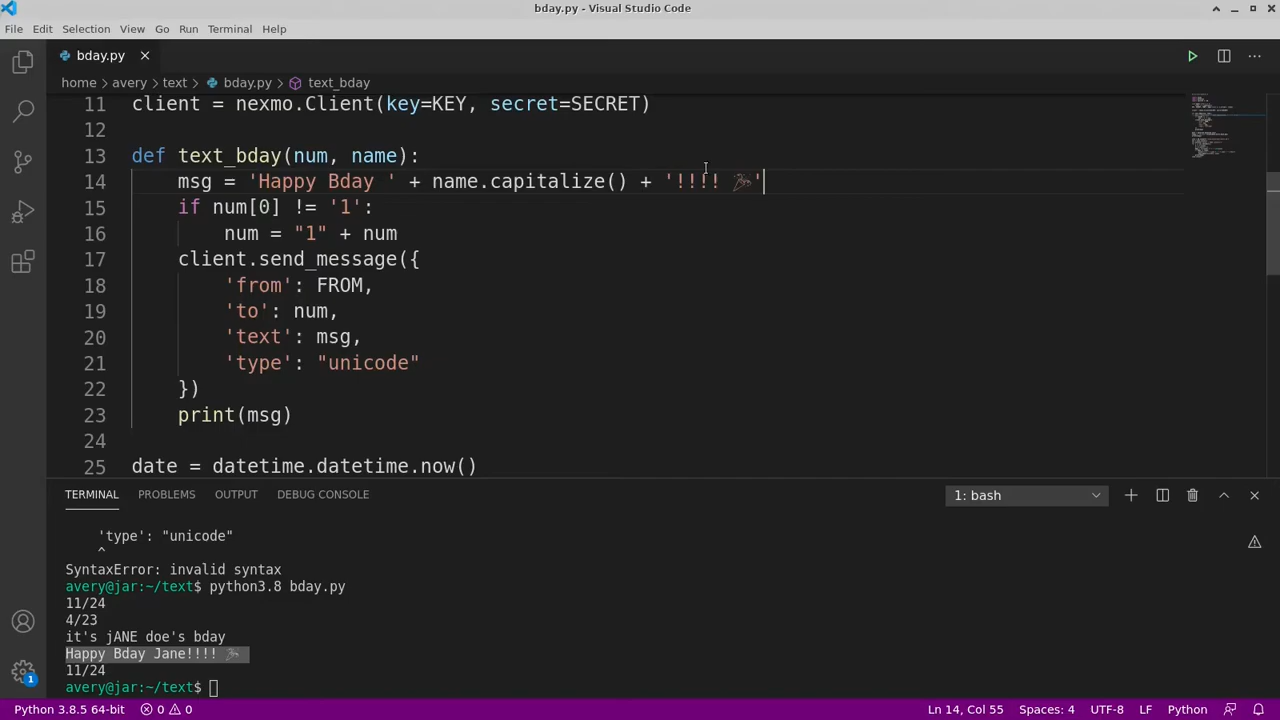 bday.py - Visual Studio Code
File Edit Selection View Go Run Terminal Help
bday.py
home > avery > text > bday.py > text_bday
11 client = nexmo.Client(key=KEY, secret=SECRET)
12
13 def text_bday(num, name):
14 msg = 'Happy Bday ' + name.capitalize() + '!!!! 🎉'
15 if num[0] != '1':
16 num = "1" + num
17 client.send_message({
18 'from': FROM,
19 'to': num,
20 'text': msg,
21 'type': "unicode"
22 })
23 print(msg)
24
25 date = datetime.datetime.now()
TERMINAL PROBLEMS OUTPUT DEBUG CONSOLE 1: bash
'type': "unicode"
^
SyntaxError: invalid syntax
avery@jar:~/text$ python3.8 bday.py
11/24
4/23
it's jANE doe's bday
Happy Bday Jane!!!! 🎉
11/24
avery@jar:~/text$
1
Python 3.8.5 64-bit 0 0 Ln 14, Col 55 Spaces: 4 UTF-8 LF Python